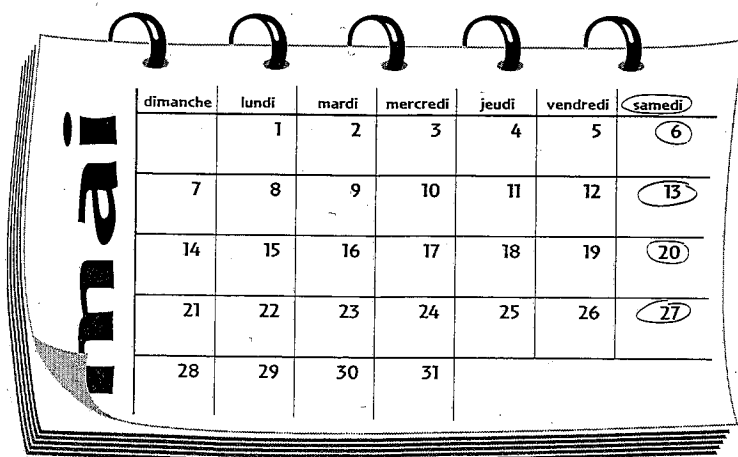 mai
dimanche lundi mardi mercredi jeudi vendredi samedi
1 2 3 4 5 6
7 8 9 10 11 12 13
14 15 16 17 18 19 20
21 22 23 24 25 26 27
28 29 30 31